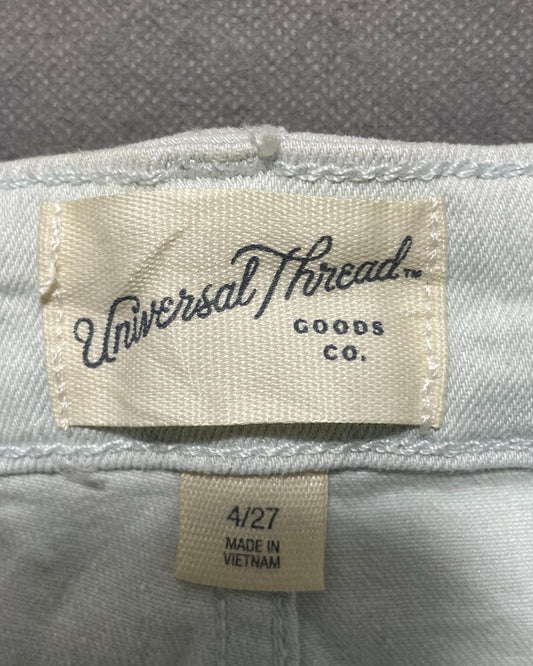 Universal Thread™
GOODS
CO.
4/27
MADE IN
VIETNAM